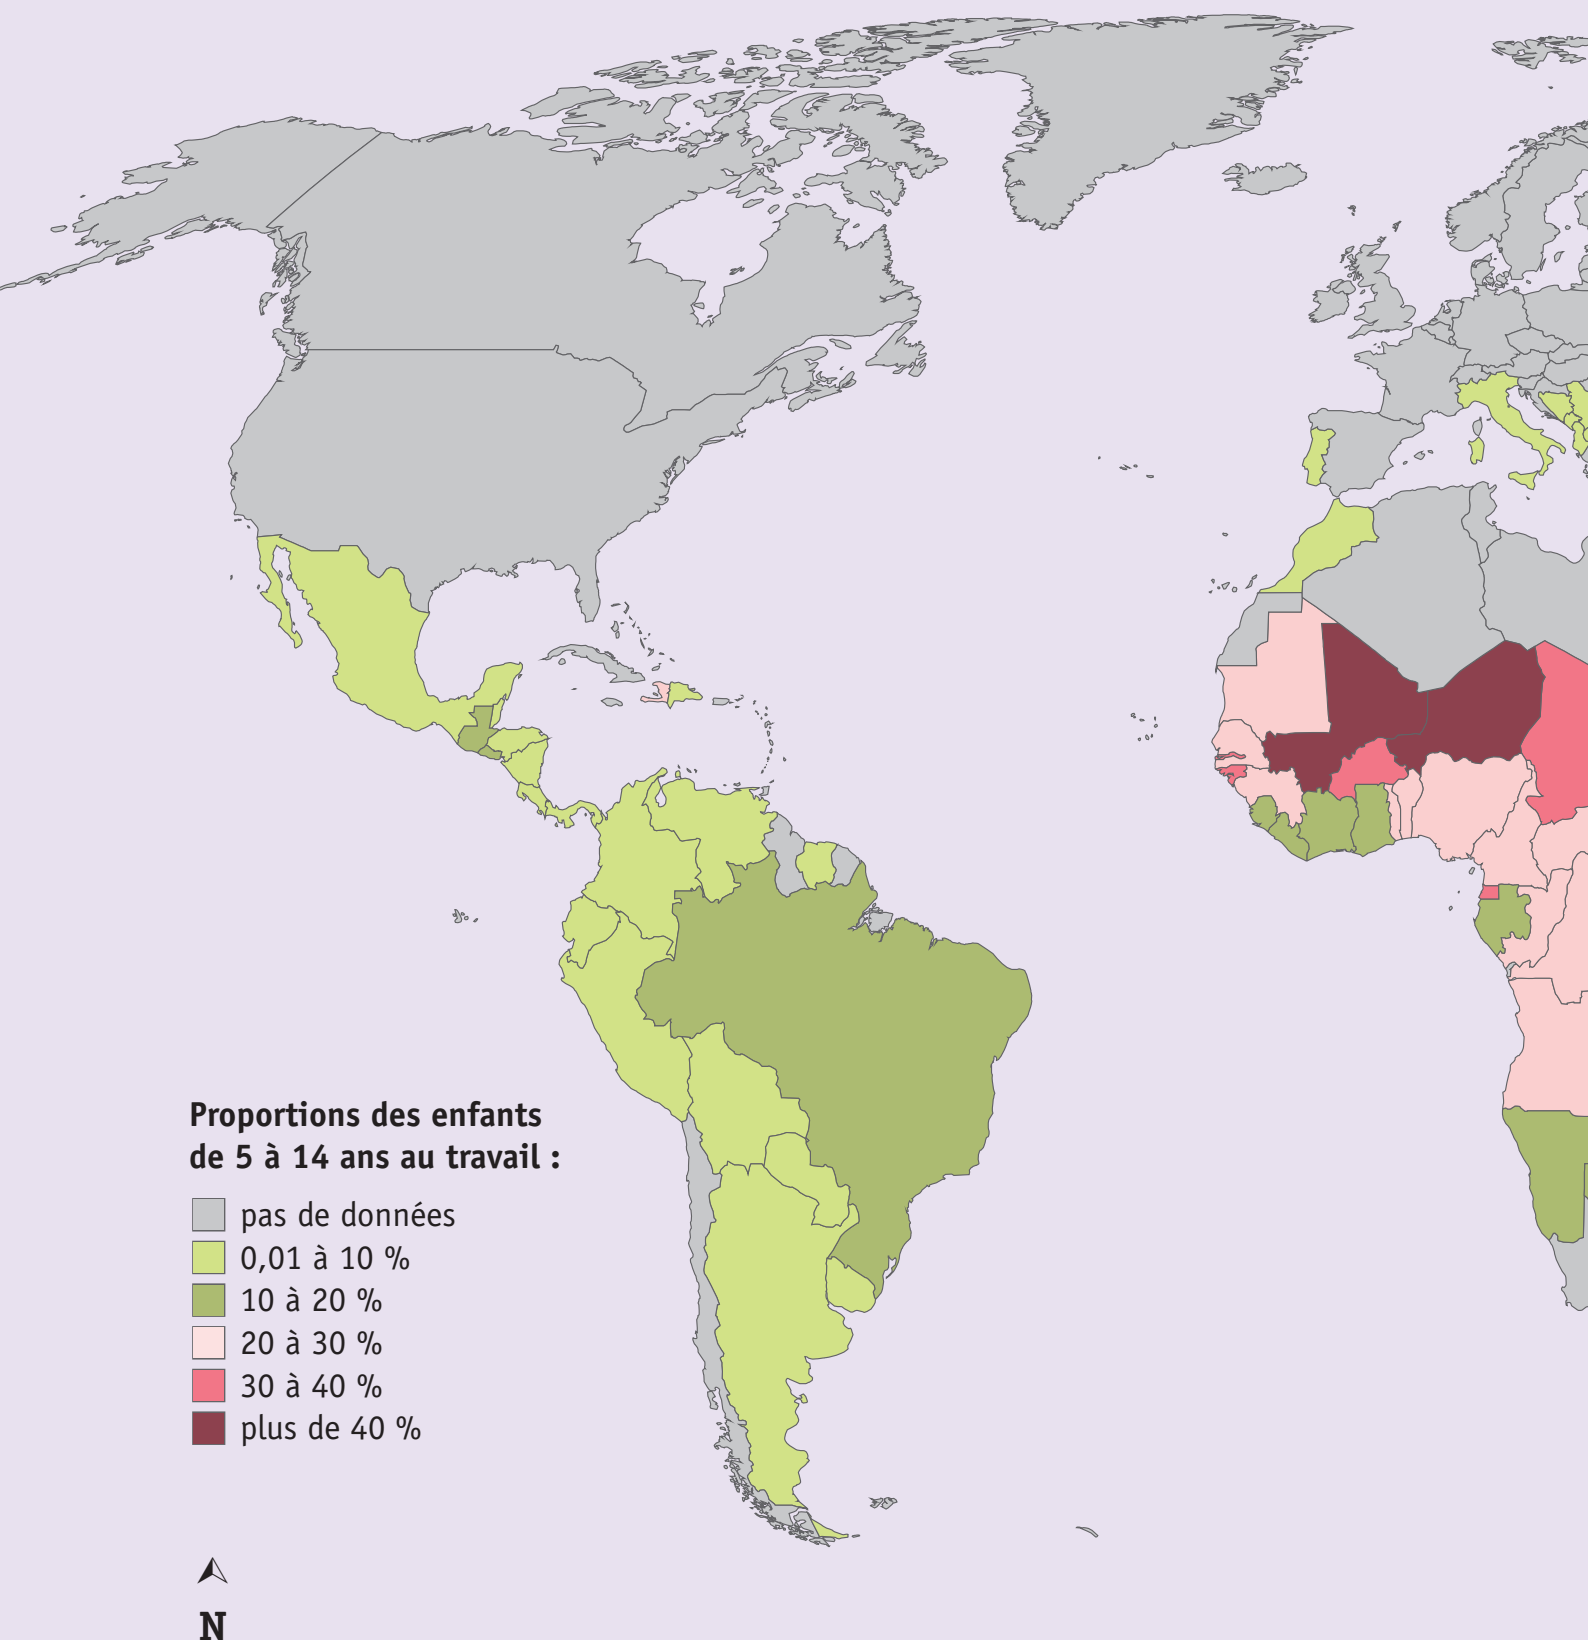 Proportions des enfants
de 5 à 14 ans au travail :
pas de données
0,01 à 10 %
10 à 20 %
20 à 30 %
30 à 40 %
plus de 40 %
N